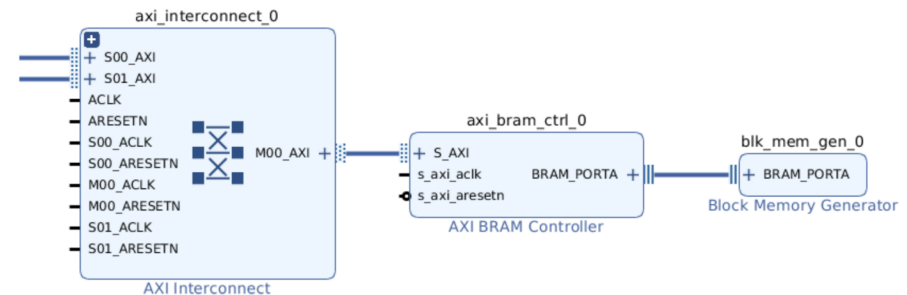 axi_interconnect_0
S00_AXI
S01_AXI
ACLK
ARESETN
S00_ACLK
S00_ARESETN
M00_ACLK
M00_ARESETN
S01_ACLK
S01_ARESETN
M00_AXI
AXI Interconnect
axi_bram_ctrl_0
S_AXI
s_axi_aclk
s_axi_aresetn
BRAM_PORTA
AXI BRAM Controller
blk_mem_gen_0
BRAM_PORTA
Block Memory Generator